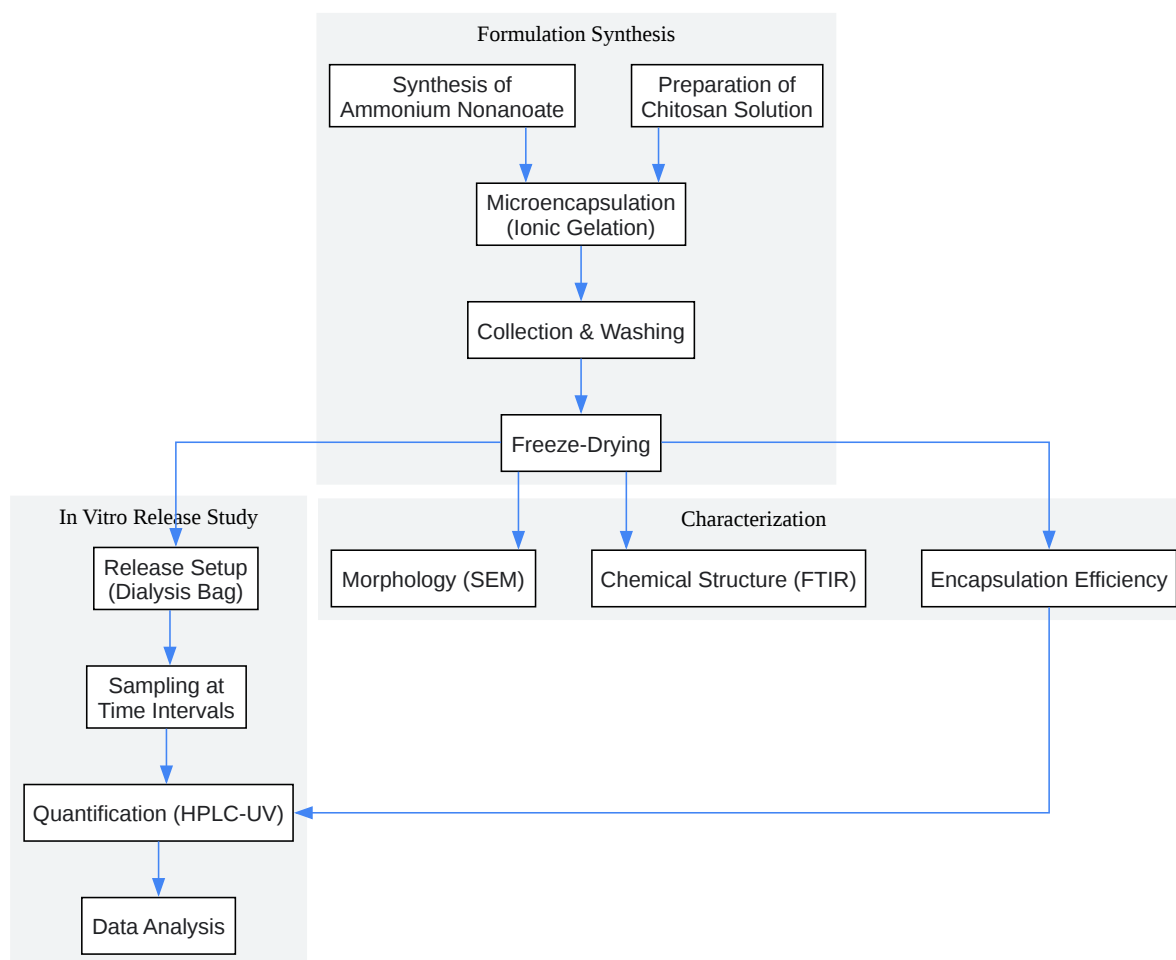 Formulation Synthesis
Synthesis of
Ammonium Nonanoate
Preparation of
Chitosan Solution
Microencapsulation
(Ionic Gelation)
Collection & Washing
Freeze-Drying
In Vitro Release Study
Release Setup
(Dialysis Bag)
Sampling at
Time Intervals
Quantification (HPLC-UV)
Data Analysis
Characterization
Morphology (SEM)
Chemical Structure (FTIR)
Encapsulation Efficiency